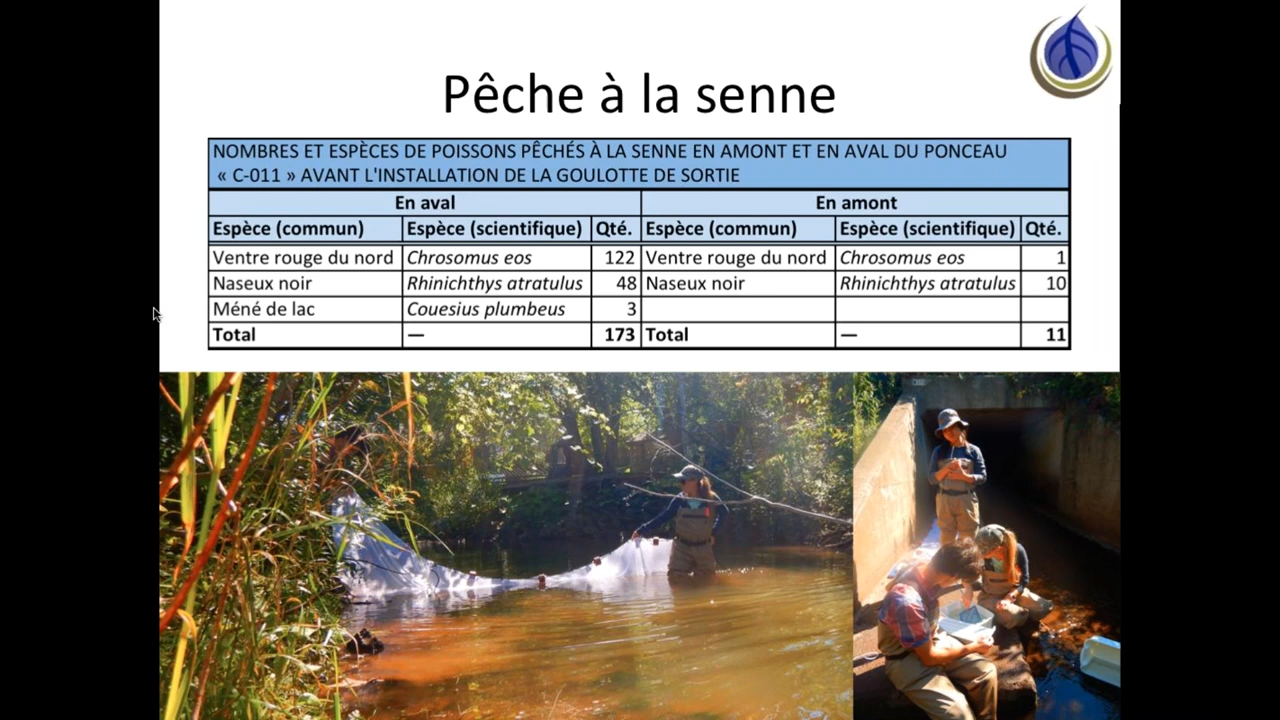 Pêche à la senne
NOMBRES ET ESPÈCES DE POISSONS PÊCHÉS À LA SENNE EN AMONT ET EN AVAL DU PONCEAU
« C-011 » AVANT L'INSTALLATION DE LA GOULOTTE DE SORTIE
En aval En amont
Espèce (commun) Espèce (scientifique) Qté. Espèce (commun) Espèce (scientifique) Qté.
Ventre rouge du nord Chrosomus eos 122 Ventre rouge du nord Chrosomus eos 1
Naseux noir Rhinichthys atratulus 48 Naseux noir Rhinichthys atratulus 10
Méné de lac Couesius plumbeus 3
Total — 173 Total — 11